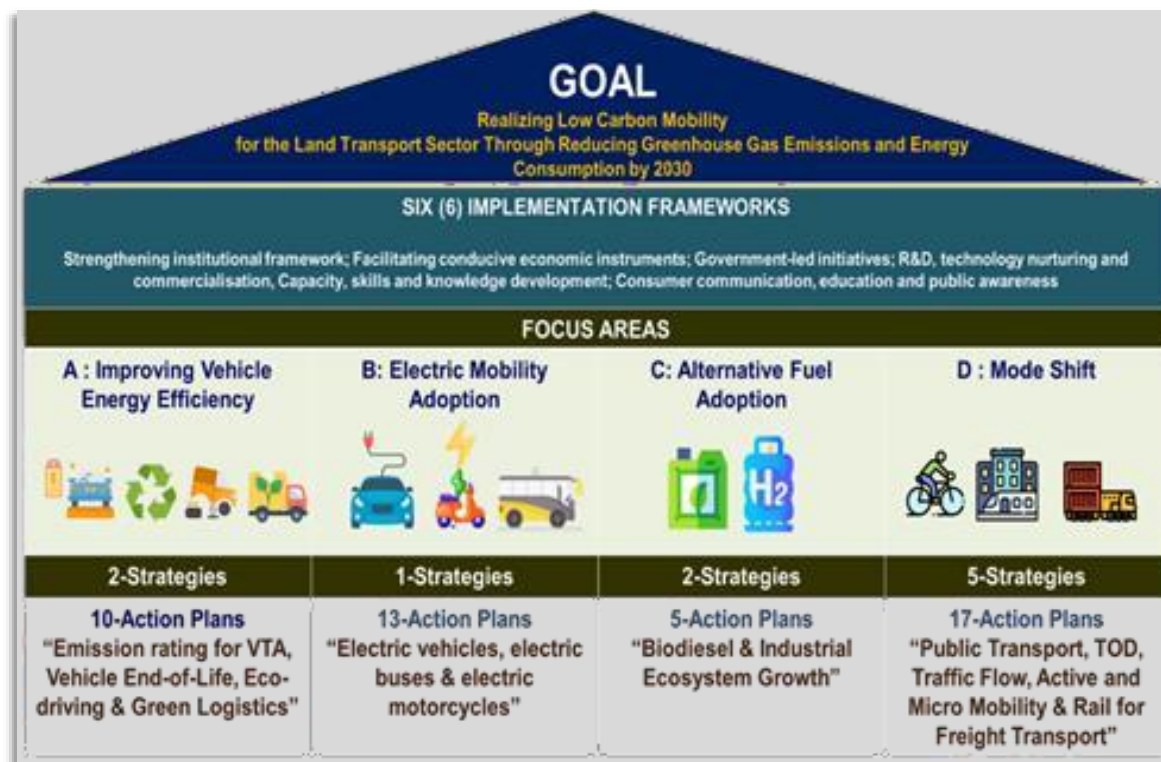 GOAL
Realizing Low Carbon Mobility
for the Land Transport Sector Through Reducing Greenhouse Gas Emissions and Energy
Consumption by 2030
SIX (6) IMPLEMENTATION FRAMEWORKS
Strengthening institutional framework; Facilitating conducive economic instruments; Government-led initiatives; R&D, technology nurturing and
commercialisation, Capacity, skills and knowledge development; Consumer communication, education and public awareness
FOCUS AREAS
A : Improving Vehicle
Energy Efficiency
B: Electric Mobility
Adoption
C: Alternative Fuel
Adoption
D : Mode Shift
H2
2-Strategies
1-Strategies
2-Strategies
5-Strategies
10-Action Plans
“Emission rating for VTA,
Vehicle End-of-Life, Eco-
driving & Green Logistics”
13-Action Plans
“Electric vehicles, electric
buses & electric
motorcycles”
5-Action Plans
“Biodiesel & Industrial
Ecosystem Growth”
17-Action Plans
“Public Transport, TOD,
Traffic Flow, Active and
Micro Mobility & Rail for
Freight Transport”